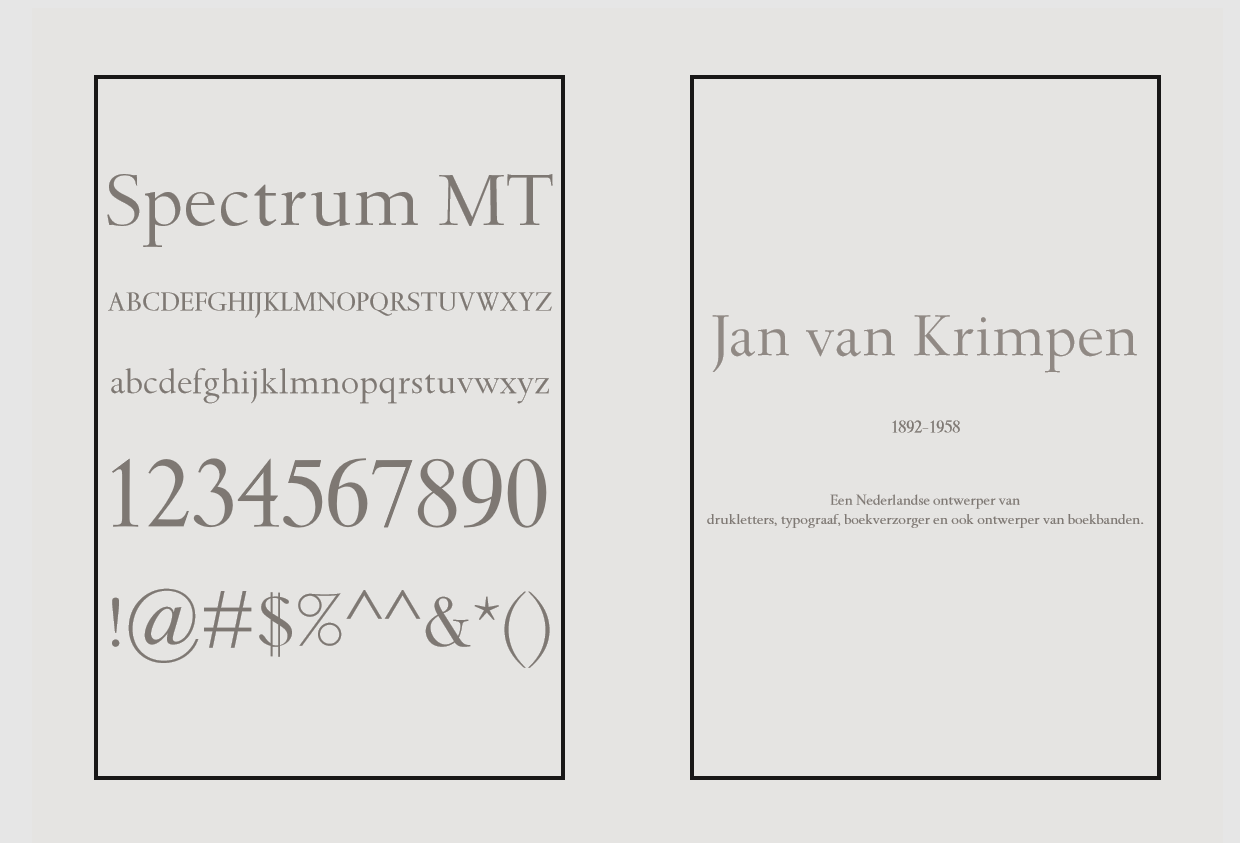 Spectrum MT
ABCDEFGHIJKLMNOPQRSTUVWXYZ
abcdefghijklmnopqrstuvwxyz
1234567890
!@#$%^^&*()
Jan van Krimpen
1892-1958
Een Nederlandse ontwerper van
drukletters, typograaf, boekverzorger en ook ontwerper van boekbanden.